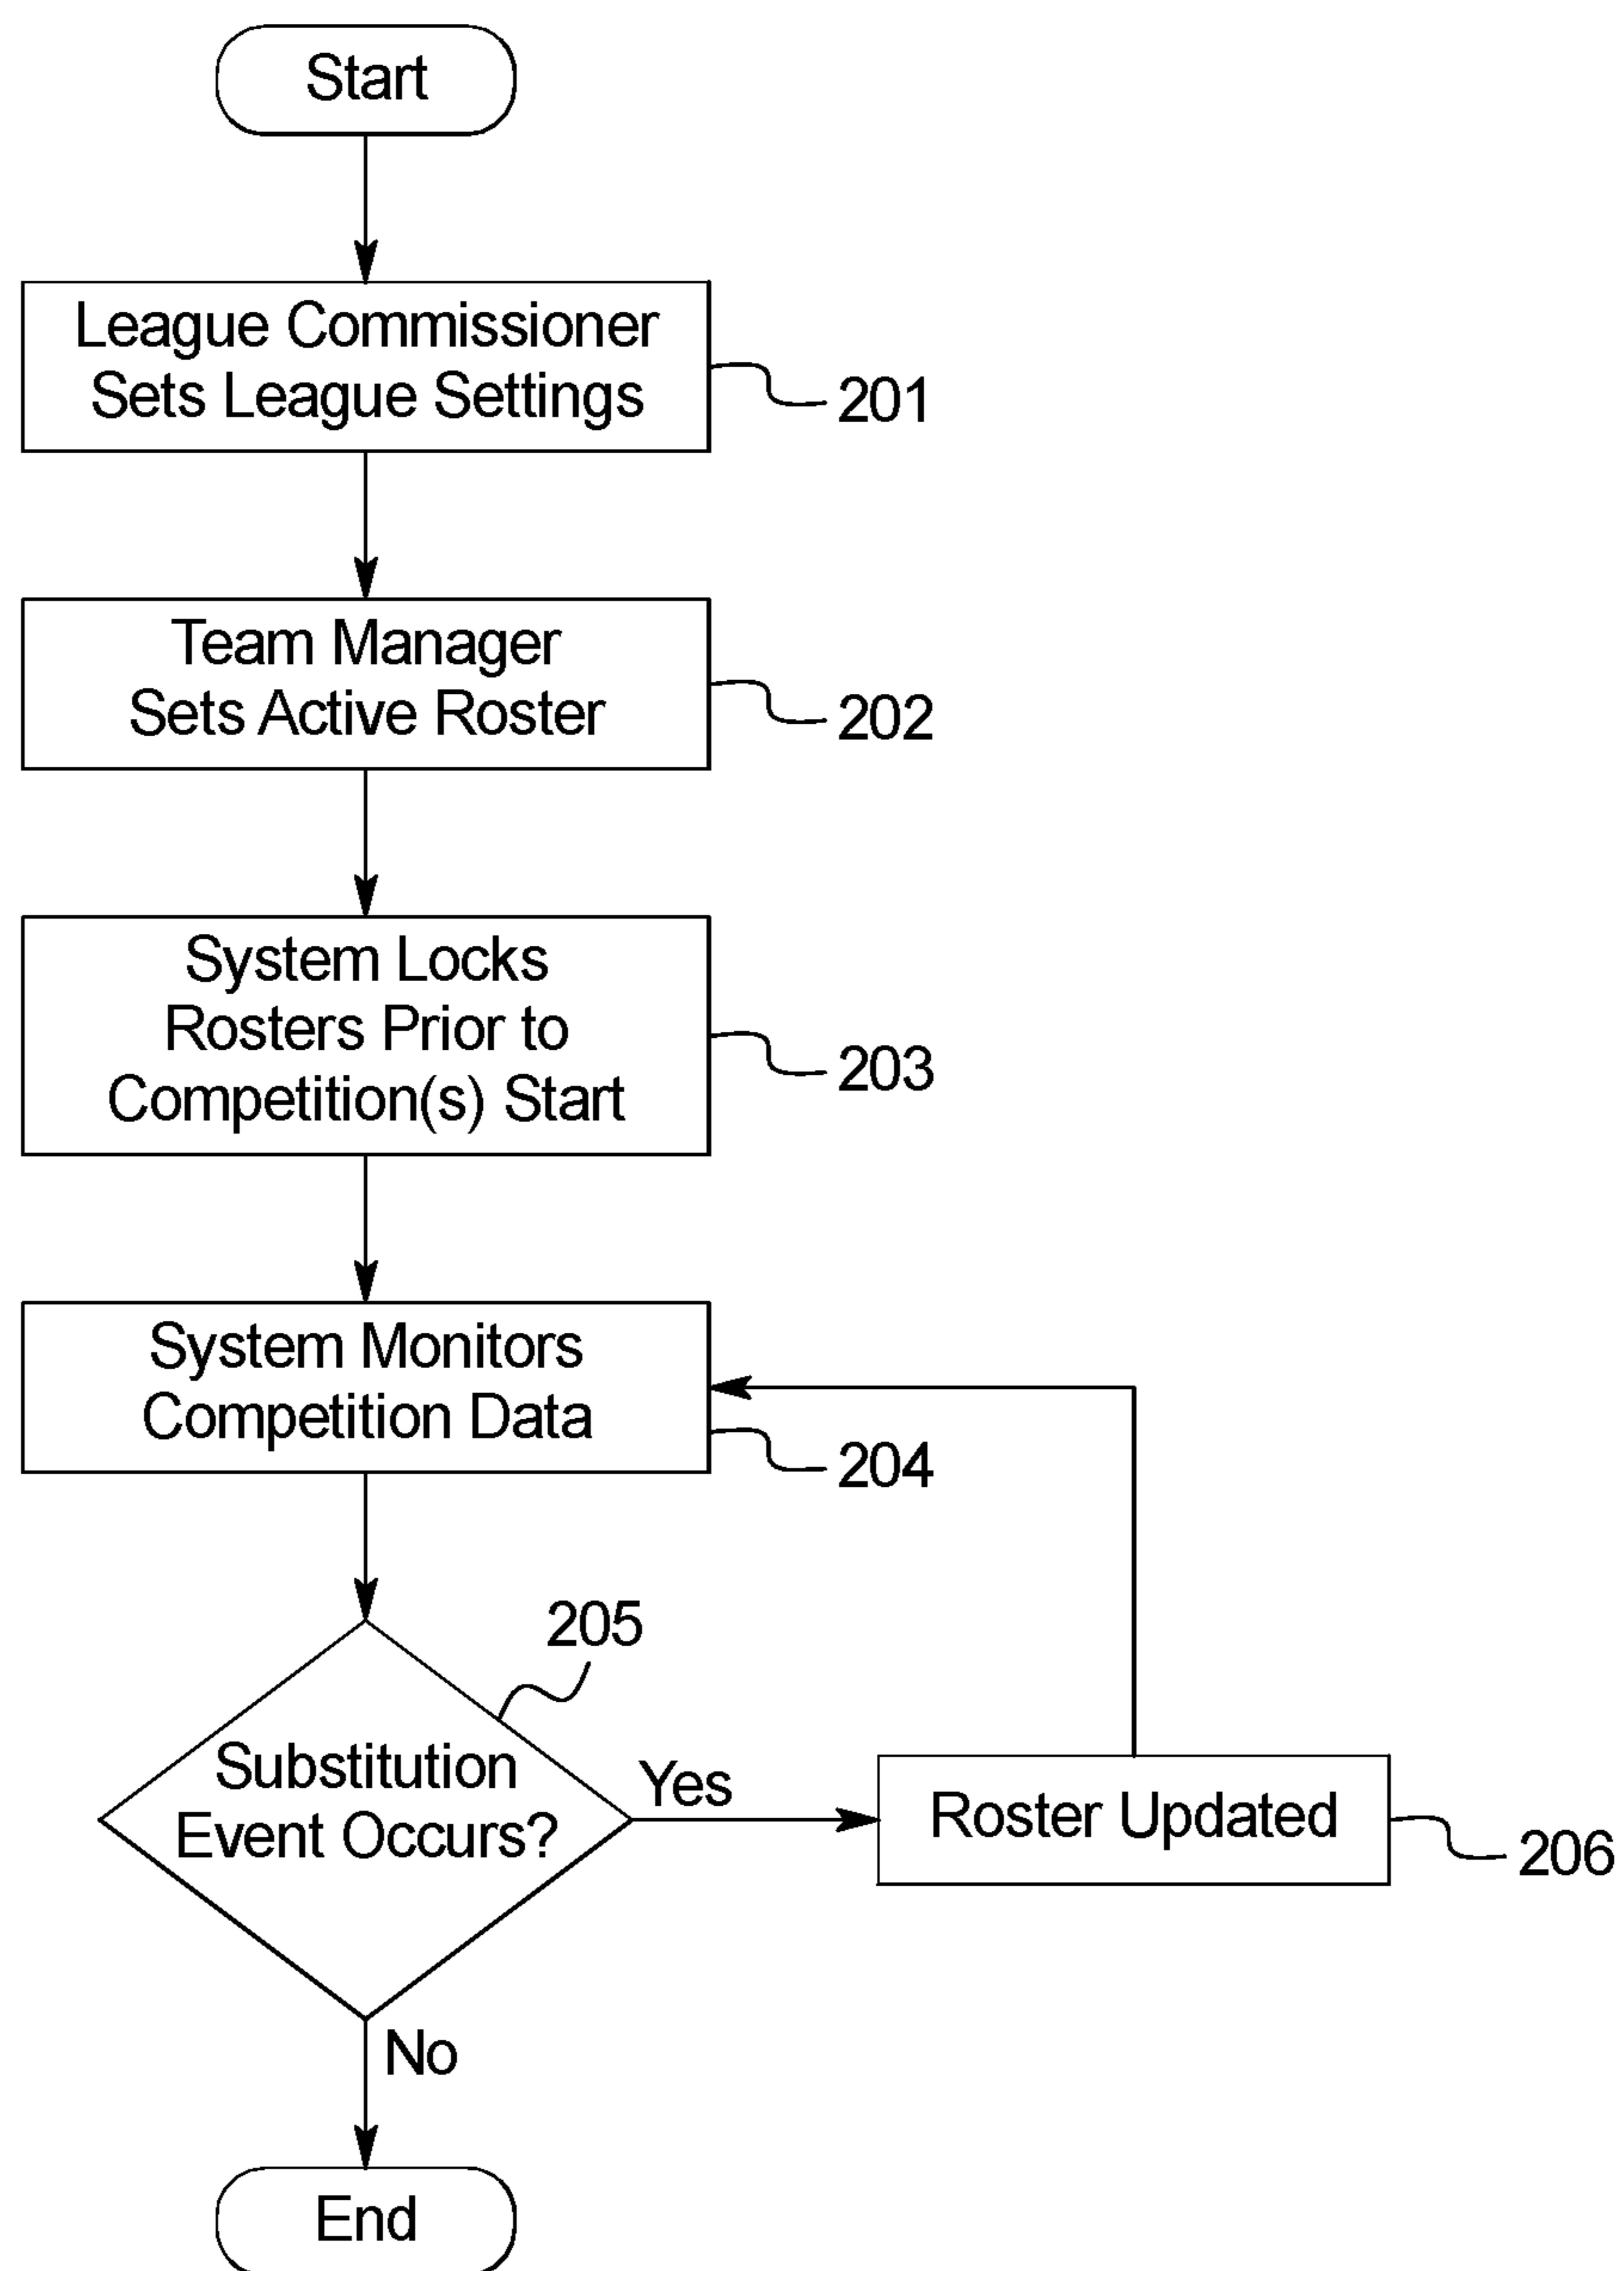 Start
League Commissioner
Sets League Settings
201
Team Manager
Sets Active Roster
202
System Locks
Rosters Prior to
Competition(s) Start
203
System Monitors
Competition Data
204
205
Substitution
Event Occurs?
Yes
Roster Updated
206
No
End